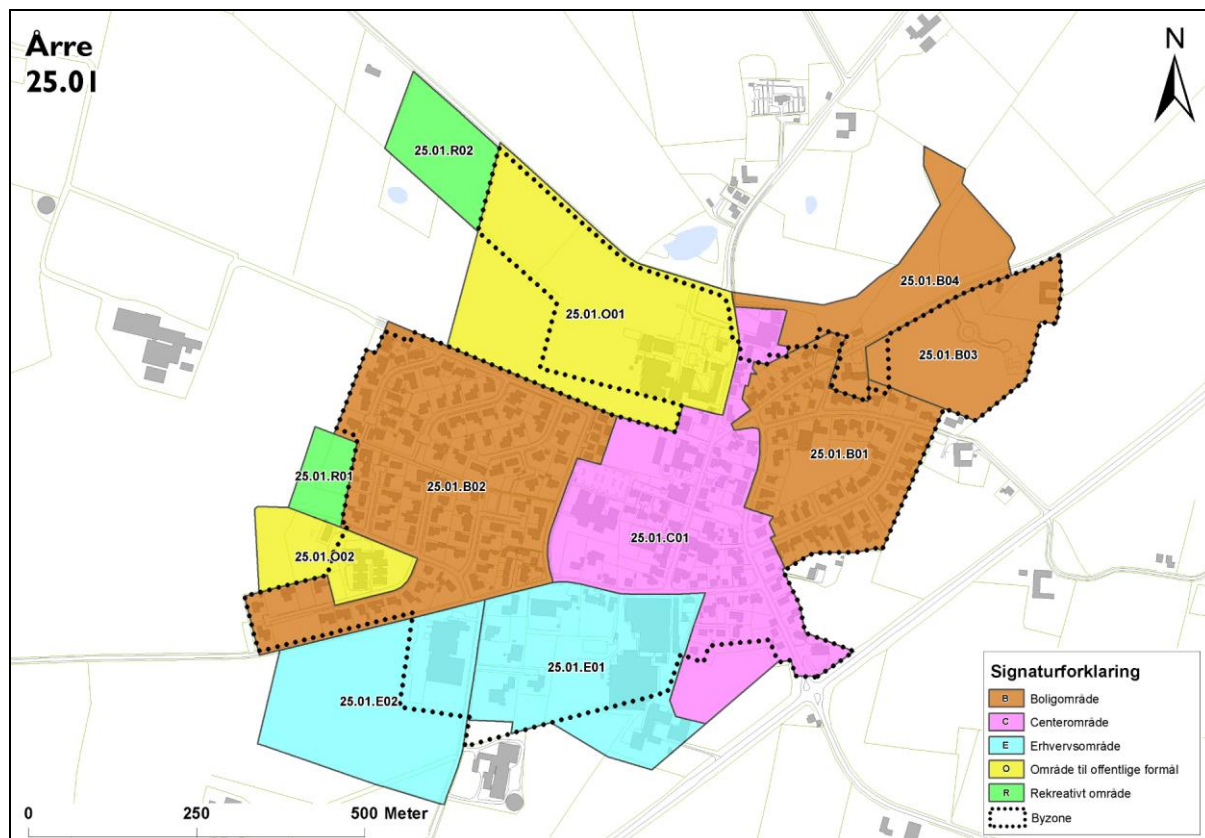 Årre
25.01
N
25.01.R02
25.01.O01
25.01.B04
25.01.B03
25.01.B01
25.01.R01
25.01.B02
25.01.C01
25.01.O02
25.01.E01
25.01.E02
Signaturforklaring
B Boligområde
C Centerområde
E Erhvervsområde
O Område til offentlige formål
R Rekreativt område
Byzone
0 250 500 Meter